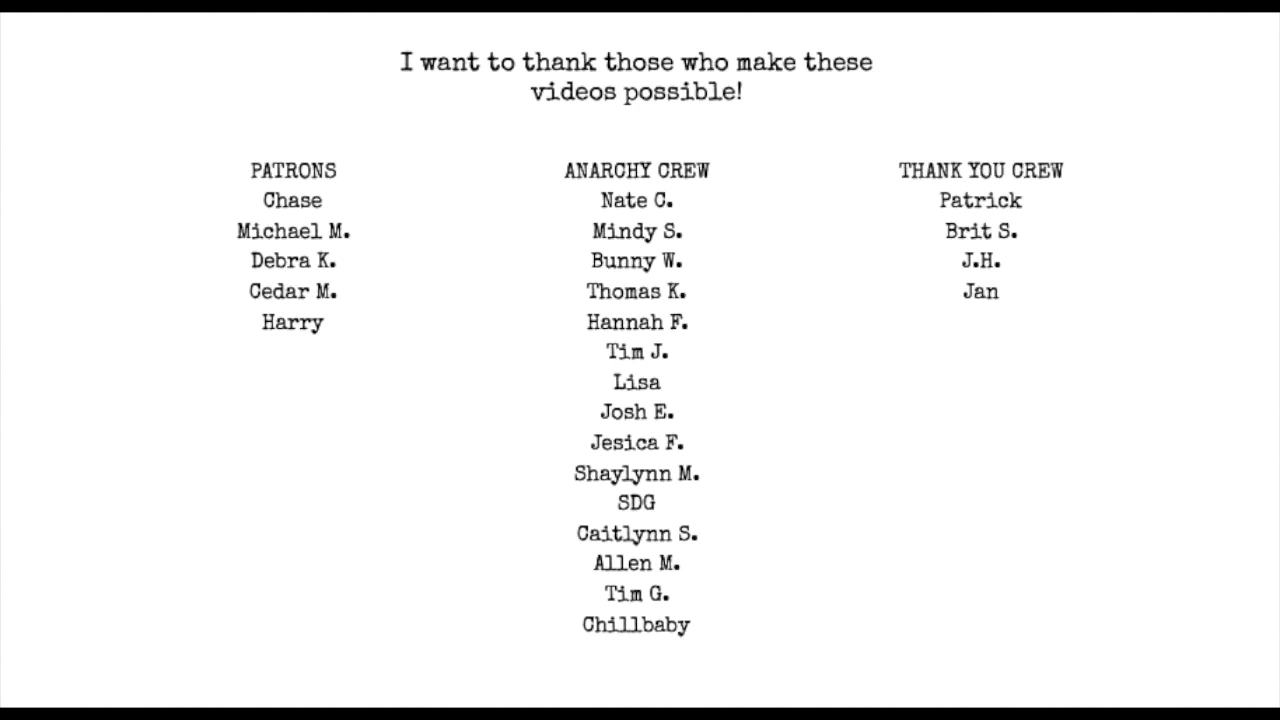 I want to thank those who make these
videos possible!
PATRONS
Chase
Michael M.
Debra K.
Cedar M.
Harry
ANARCHY CREW
Nate C.
Mindy S.
Bunny W.
Thomas K.
Hannah F.
Tim J.
Lisa
Josh E.
Jesica F.
Shaylynn M.
SDG
Caitlynn S.
Allen M.
Tim G.
Chillbaby
THANK YOU CREW
Patrick
Brit S.
J.H.
Jan